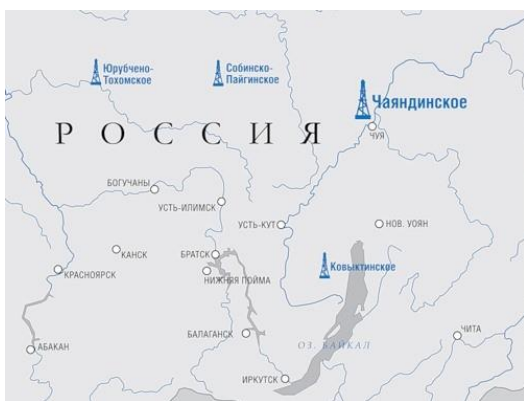 Юрубчено-
Тохомское
Собинско-
Пайгинское
Чаяндинское
РОССИЯ
ЧУЯ
БОГУЧАНЫ
УСТЬ-ИЛИМСК
УСТЬ-КУТ
НОВ. УОЯН
КАНСК
БРАТСК
КРАСНОЯРСК
НИЖНЯЯ ПОЙМА
Ковыктинское
БАЛАГАНСК
ОЗ. БАЙКАЛ
ЧИТА
АБАКАН
ИРКУТСК